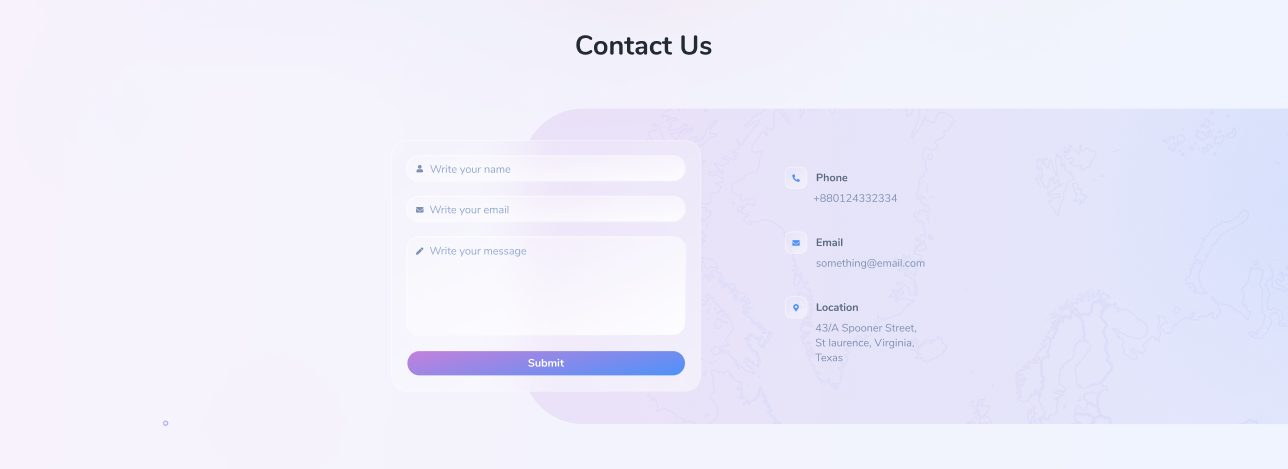 Contact Us
Write your name
Write your email
Write your message
Submit
Phone
+880124332334
Email
something@email.com
Location
43/A Spooner Street,
St laurence, Virginia,
Texas